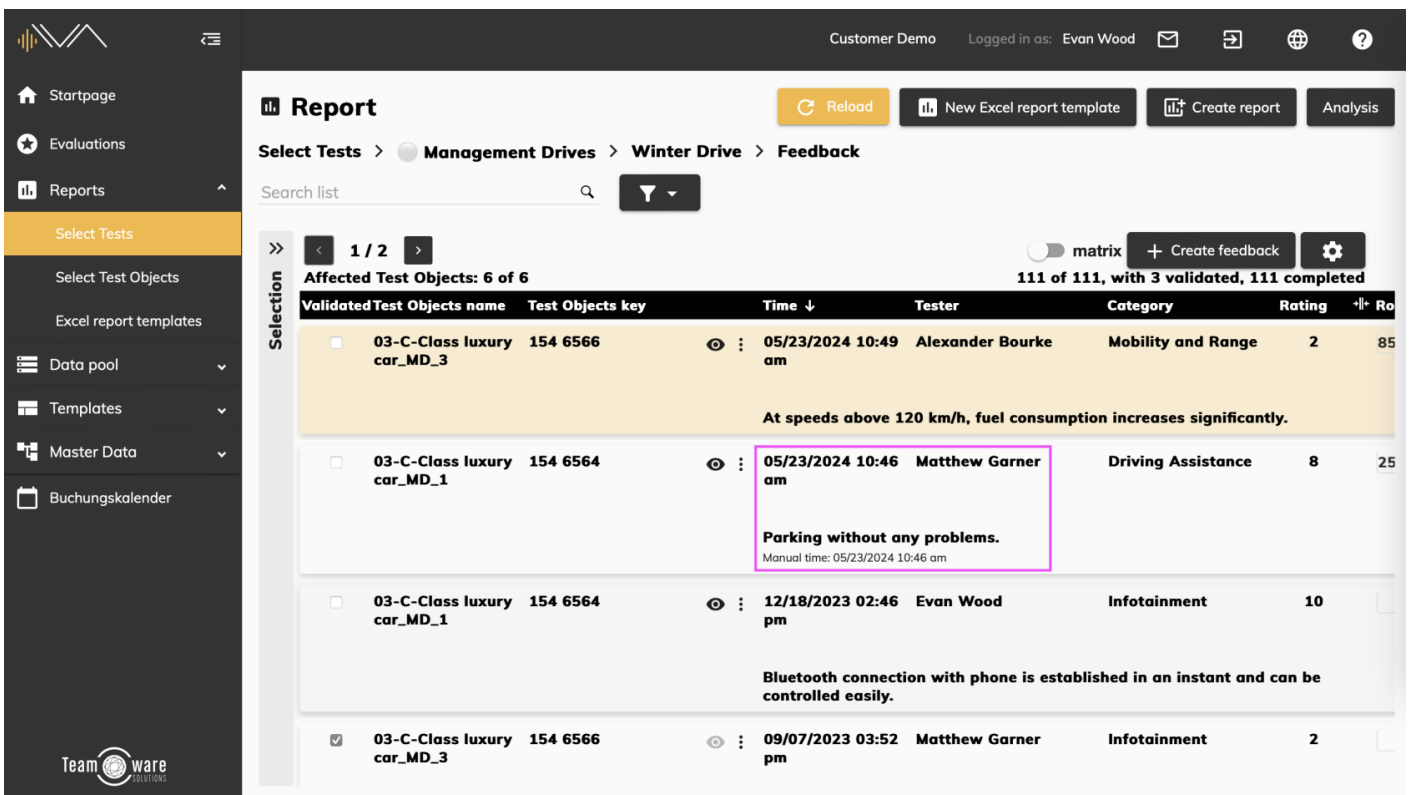 Customer Demo Logged in as: Evan Wood
Startpage
Evaluations
Reports
Select Tests
Select Test Objects
Excel report templates
Data pool
Templates
Master Data
Buchungskalender
Team ware
SOLUTIONS
Report
Reload
New Excel report template
Create report
Analysis
Select Tests > Management Drives > Winter Drive > Feedback
Search list
Selection
1 / 2
matrix
+ Create feedback
Affected Test Objects: 6 of 6
111 of 111, with 3 validated, 111 completed
Validated Test Objects name Test Objects key Time ↓ Tester Category Rating Ro
03-C-Class luxury 154 6566 05/23/2024 10:49 Alexander Bourke Mobility and Range 2 85
car_MD_3 am
At speeds above 120 km/h, fuel consumption increases significantly.
03-C-Class luxury 154 6564 05/23/2024 10:46 Matthew Garner Driving Assistance 8 25
car_MD_1 am
Parking without any problems.
Manual time: 05/23/2024 10:46 am
03-C-Class luxury 154 6564 12/18/2023 02:46 Evan Wood Infotainment 10
car_MD_1 pm
Bluetooth connection with phone is established in an instant and can be
controlled easily.
03-C-Class luxury 154 6566 09/07/2023 03:52 Matthew Garner Infotainment 2
car_MD_3 pm